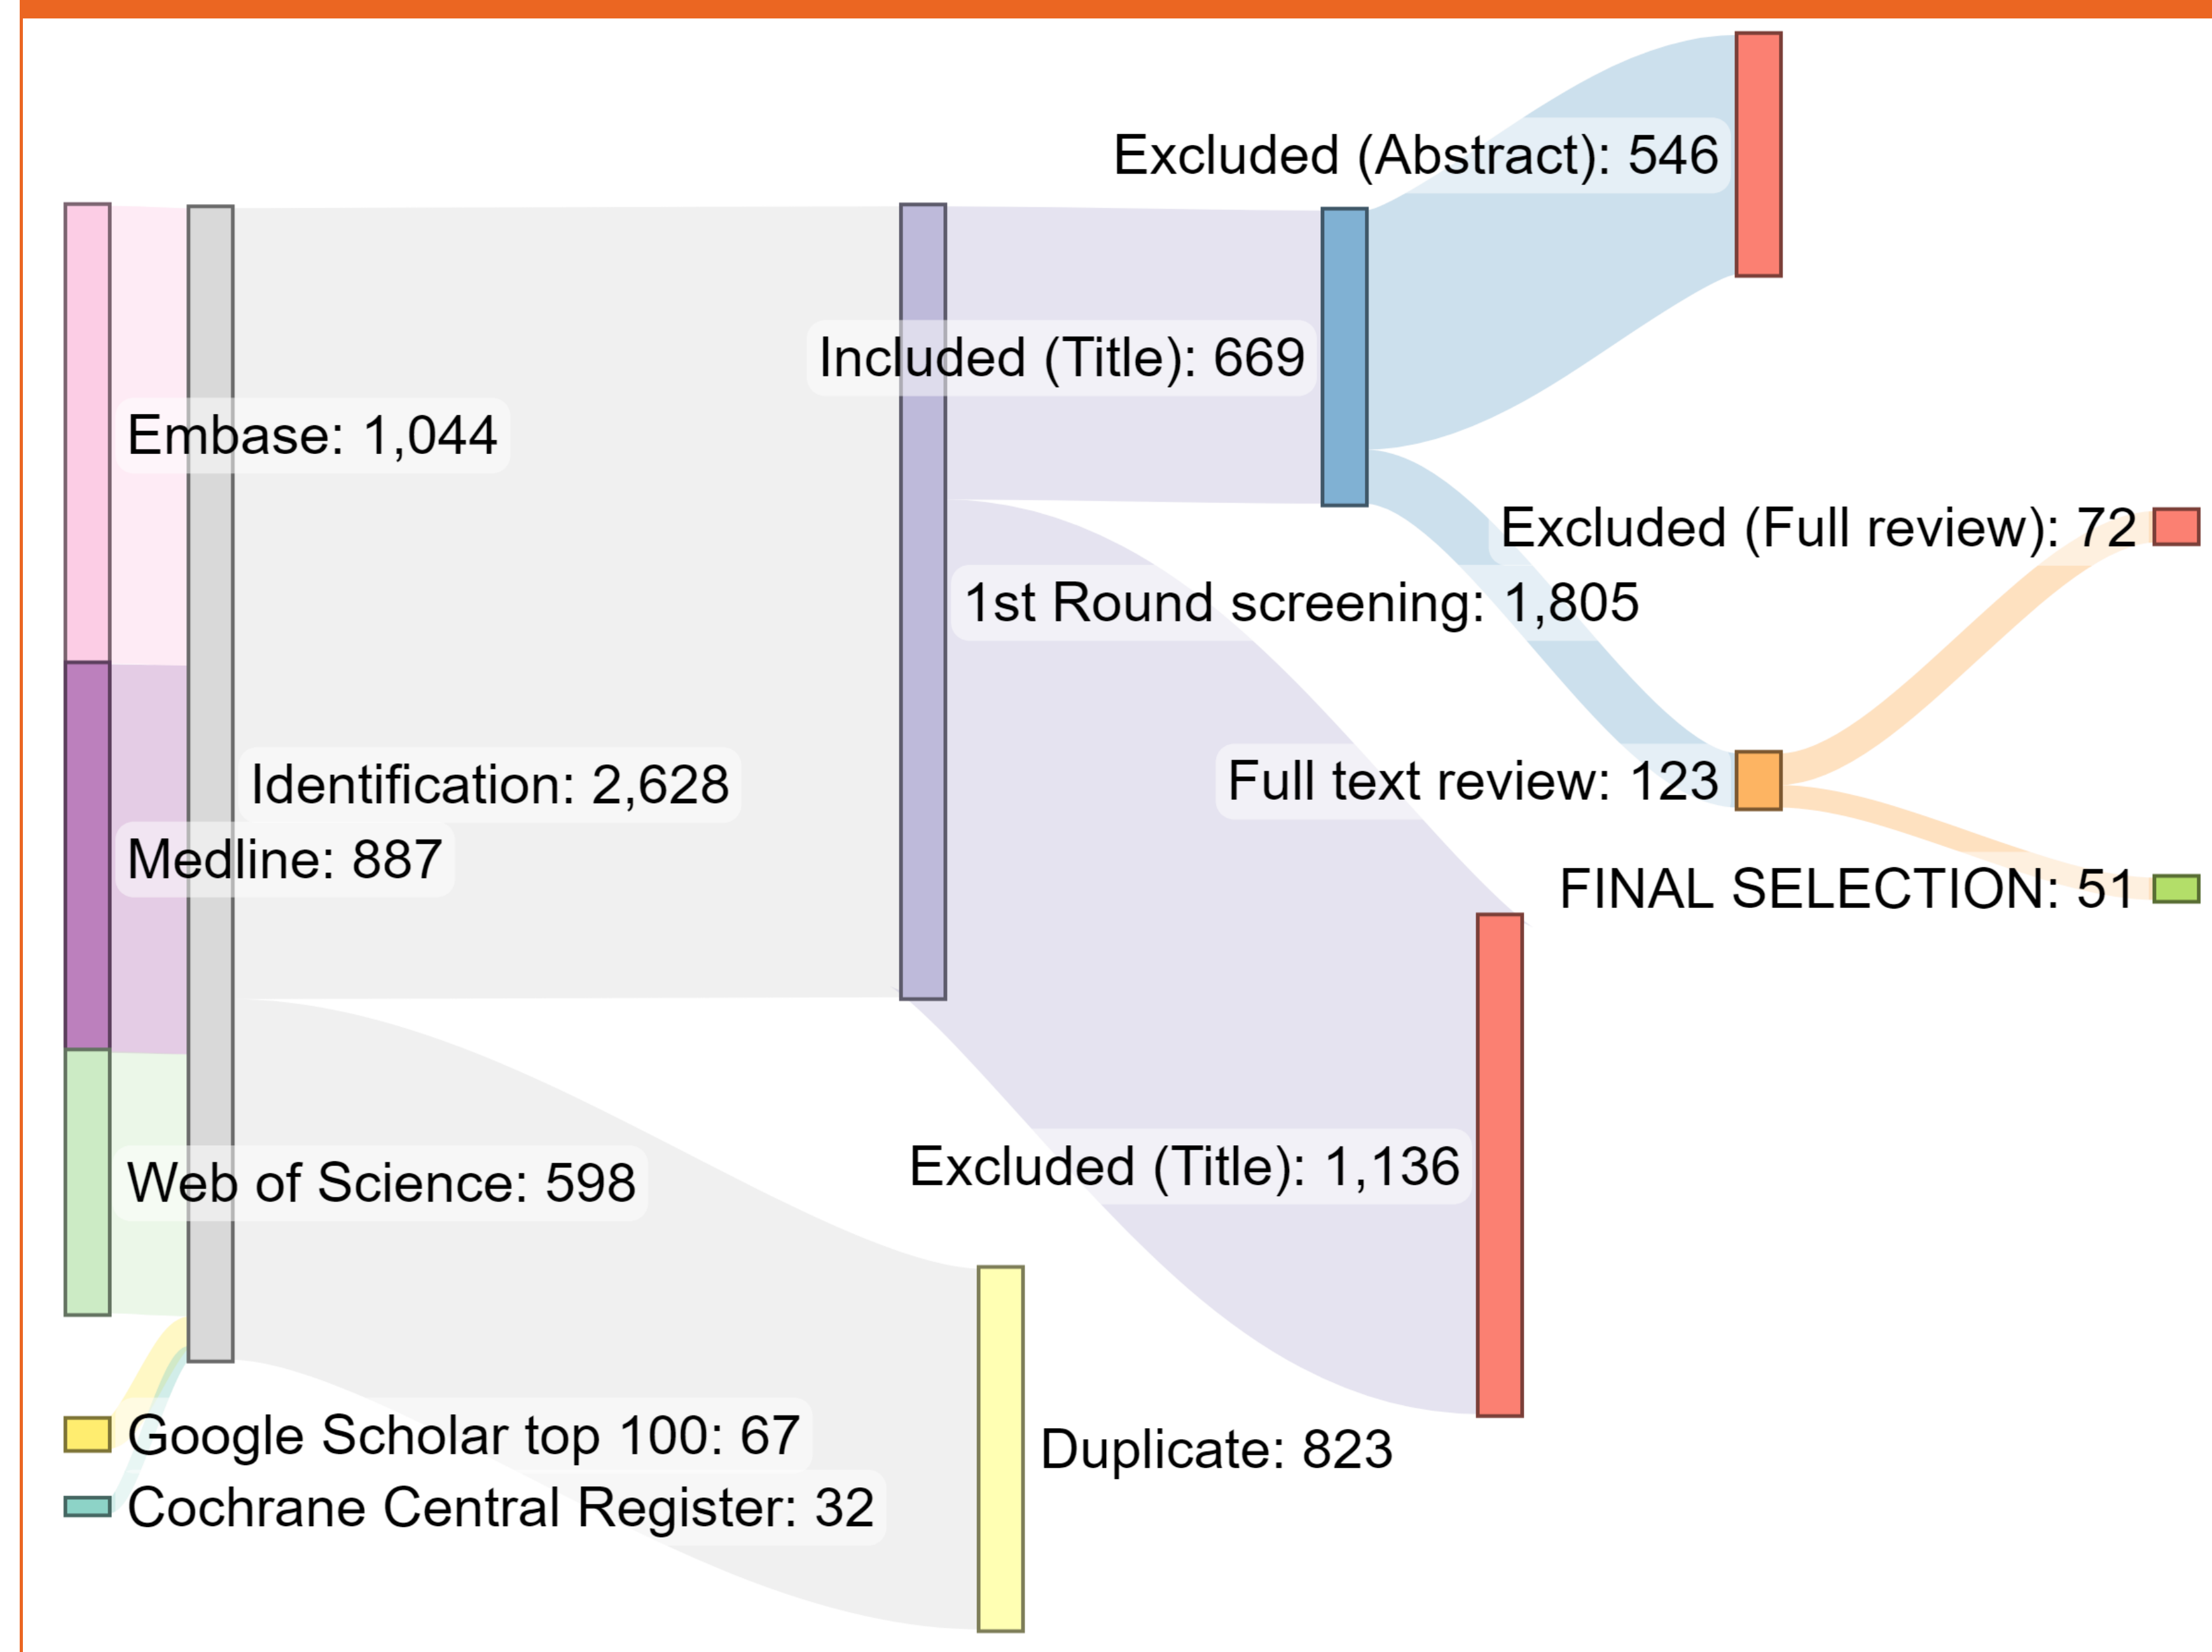 Excluded (Abstract): 546
Included (Title): 669
Embase: 1,044
Excluded (Full review): 72
1st Round screening: 1,805
Identification: 2,628
Full text review: 123
Medline: 887
FINAL SELECTION: 51
Excluded (Title): 1,136
Web of Science: 598
Google Scholar top 100: 67
Duplicate: 823
Cochrane Central Register: 32